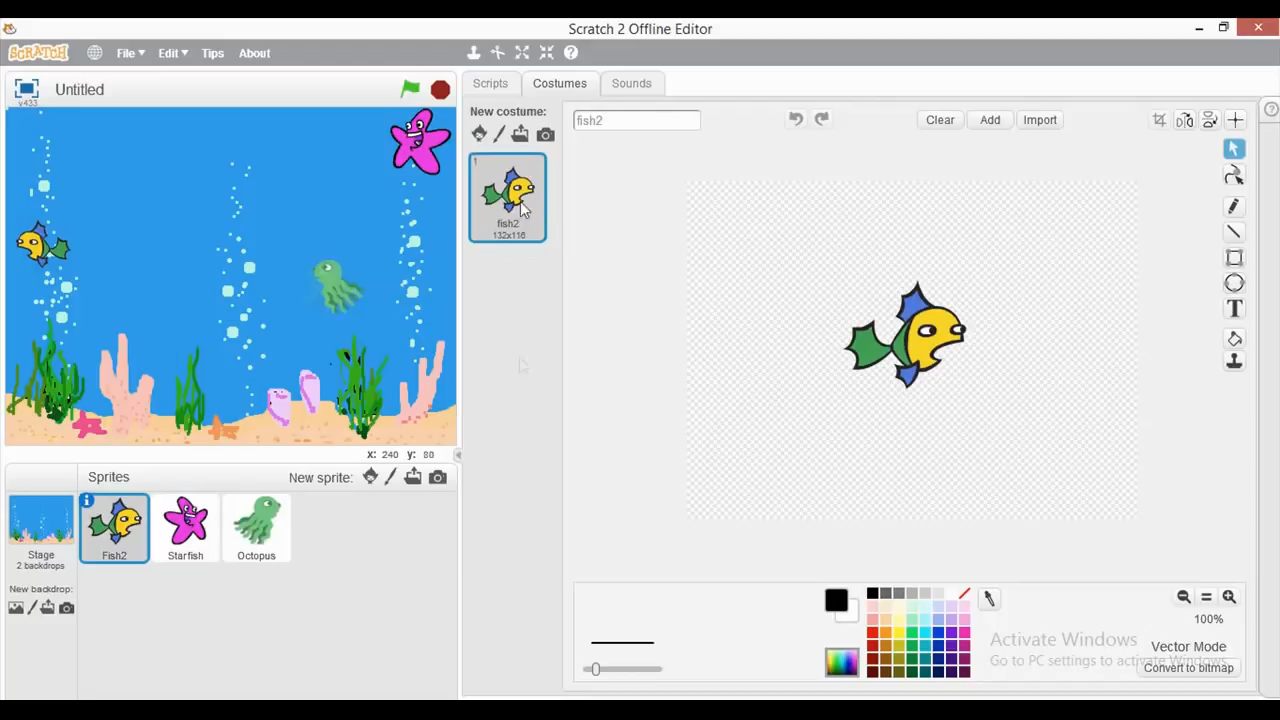 Scratch 2 Offline Editor
SCRATCH File Edit Tips About
Untitled
v433
Scripts Costumes Sounds
New costume:
1
fish2
132x116
fish2
Clear Add Import
T
x: 240 y: 80
Sprites New sprite:
Stage
2 backdrops
New backdrop:
Fish2 Starfish Octopus
100%
Activate Windows
Go to PC settings to activate Windows.
Vector Mode
Convert to bitmap